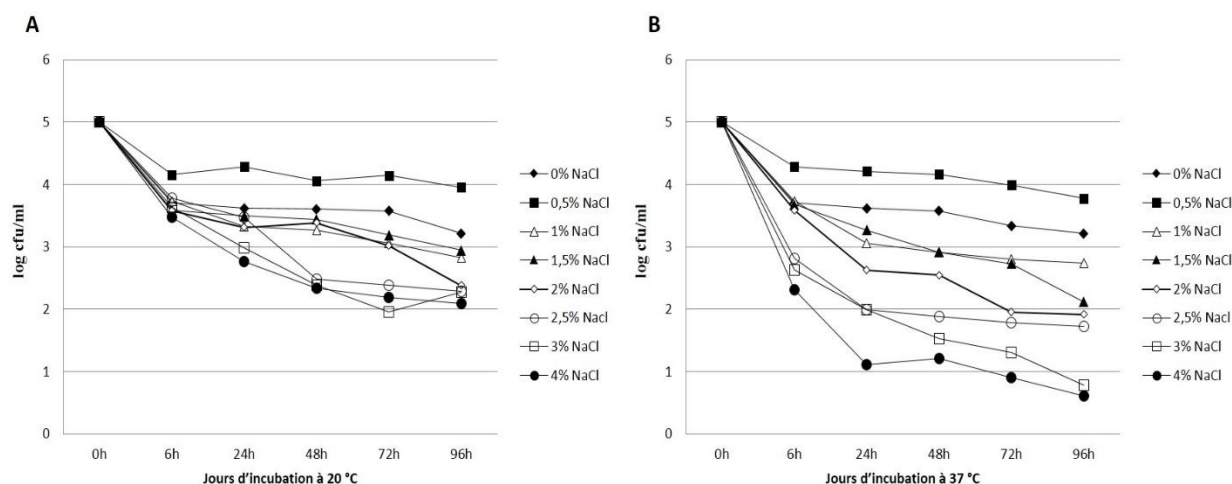 A
6
5
4
3
2
1
0
log cfu/ml
0h 6h 24h 48h 72h 96h
Jours d'incubation à 20 °C
0% NaCl
0,5% NaCl
1% NaCl
1,5% NaCl
2% NaCl
2,5% Nacl
3% NaCl
4% NaCl
B
6
5
4
3
2
1
0
log cfu/ml
0h 6h 24h 48h 72h 96h
Jours d'incubation à 37 °C
0% NaCl
0,5% NaCl
1% NaCl
1,5% NaCl
2% NaCl
2,5% Nacl
3% NaCl
4% NaCl